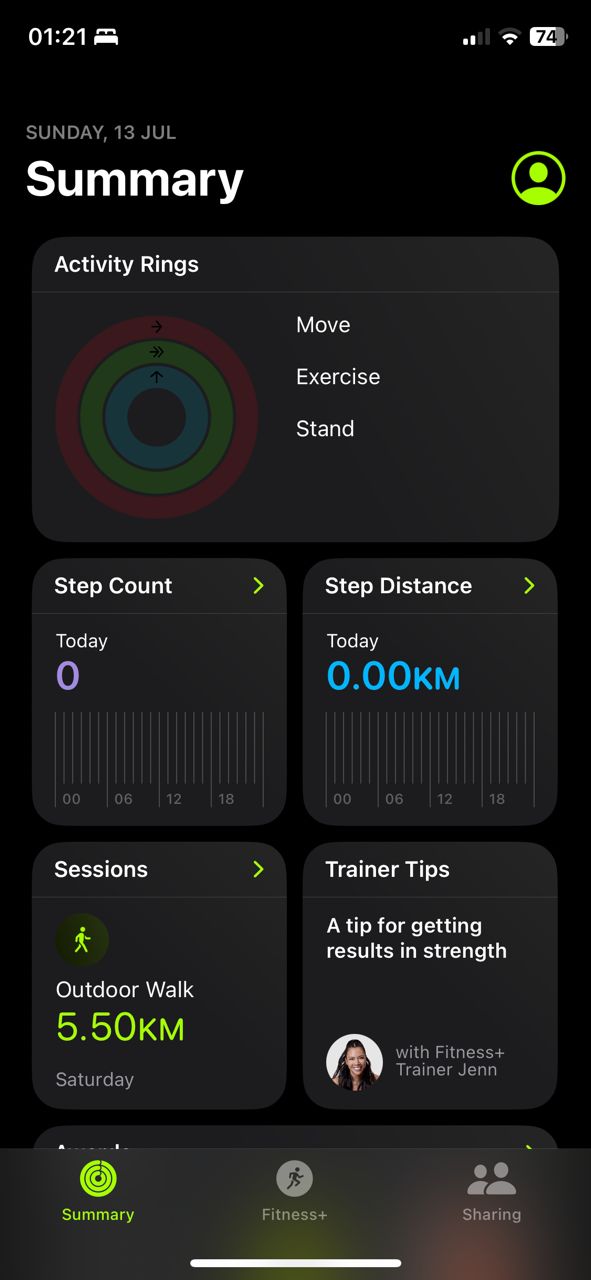 01:21
74
SUNDAY, 13 JUL
Summary
Activity Rings
Move
Exercise
Stand
Step Count
Today
0
00 06 12 18
Step Distance
Today
0.00KM
00 06 12 18
Sessions
Outdoor Walk
5.50KM
Saturday
Trainer Tips
A tip for getting
results in strength
with Fitness+
Trainer Jenn
Awards
Summary
Fitness+
Sharing